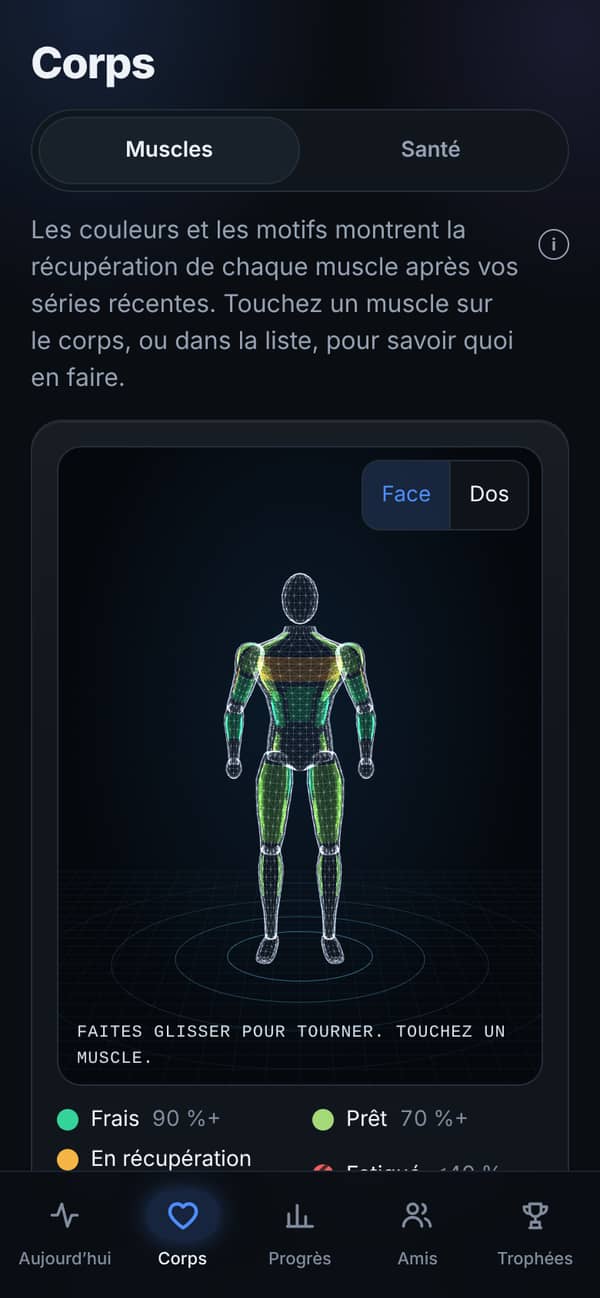 Corps
Muscles
Santé
Les couleurs et les motifs montrent la
récupération de chaque muscle après vos
séries récentes. Touchez un muscle sur
le corps, ou dans la liste, pour savoir quoi
en faire.
i
Face
Dos
FAITES GLISSER POUR TOURNER. TOUCHEZ UN
MUSCLE.
Frais 90 %+
Prêt 70 %+
En récupération
Aujourd’hui
Corps
Progrès
Amis
Trophées